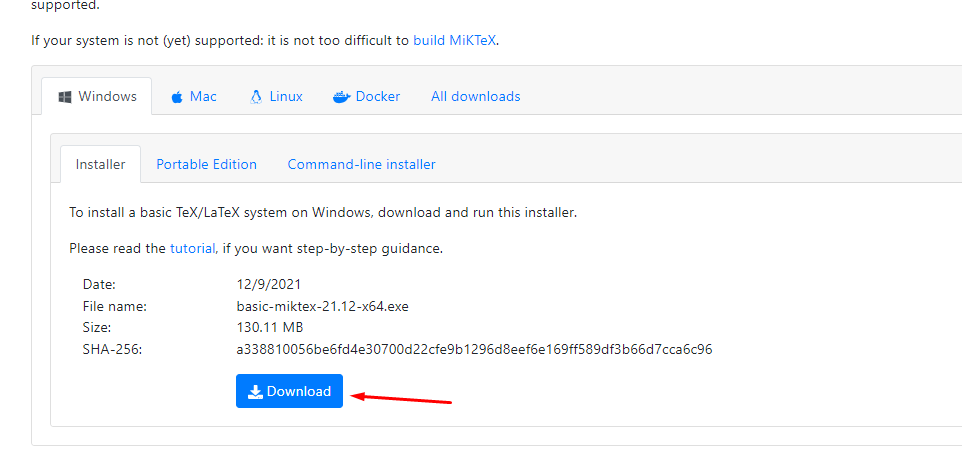 supported.
If your system is not (yet) supported: it is not too difficult to build MiKTeX.
Windows Mac Linux Docker All downloads
Installer Portable Edition Command-line installer
To install a basic TeX/LaTeX system on Windows, download and run this installer.
Please read the tutorial, if you want step-by-step guidance.
Date: 12/9/2021
File name: basic-miktex-21.12-x64.exe
Size: 130.11 MB
SHA-256: a338810056be6fd4e30700d22cfe9b1296d8eef6e169ff589df3b66d7cca6c96
Download